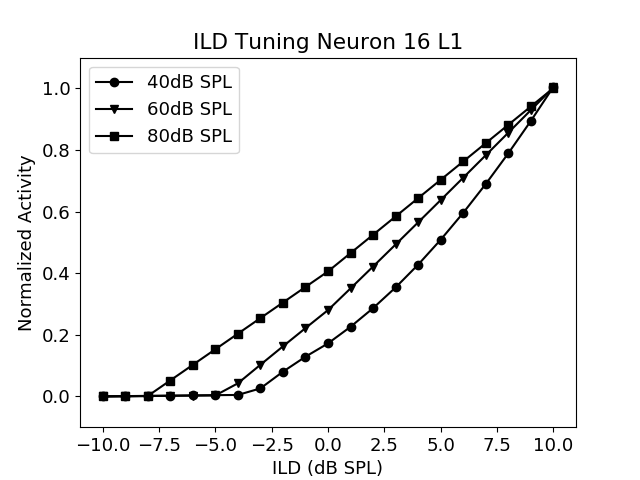 ILD Tuning Neuron 16 L1
40dB SPL
60dB SPL
80dB SPL
Normalized Activity
1.0
0.8
0.6
0.4
0.2
0.0
−10.0 −7.5 −5.0 −2.5 0.0 2.5 5.0 7.5 10.0
ILD (dB SPL)